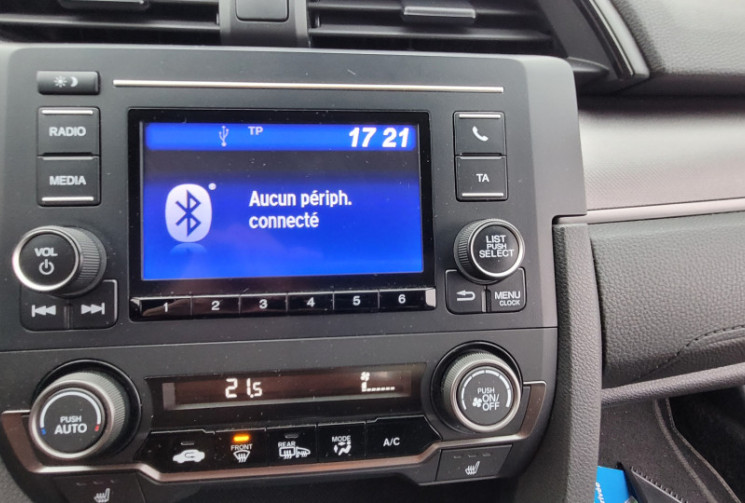 TP
17 21
RADIO
MEDIA
TA
Aucun périph.
connecté
VOL
LIST
PUSH
SELECT
MENU
CLOCK
1 2 3 4 5 6
21.5
PUSH
AUTO
PUSH
ON/
OFF
FRONT
REAR
MODE
A/C